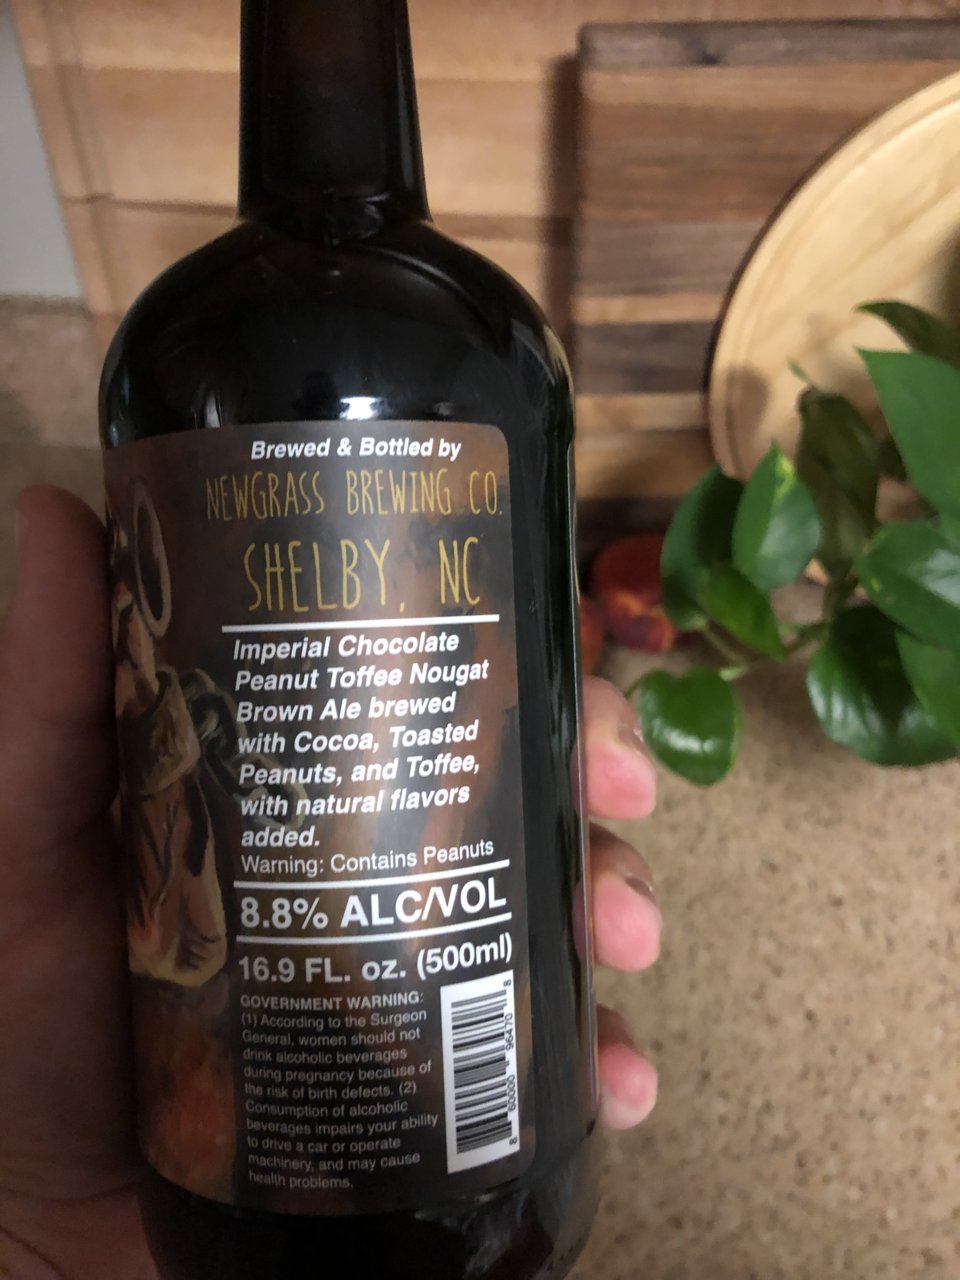 Brewed & Bottled by
NEWGRASS BREWING CO.
SHELBY, NC
Imperial Chocolate
Peanut Toffee Nougat
Brown Ale brewed
with Cocoa, Toasted
Peanuts, and Toffee,
with natural flavors
added.
Warning: Contains Peanuts
8.8% ALC/VOL
16.9 FL. oz. (500ml)
GOVERNMENT WARNING:
(1) According to the Surgeon
General, women should not
drink alcoholic beverages
during pregnancy because of
the risk of birth defects. (2)
Consumption of alcoholic
beverages impairs your ability
to drive a car or operate
machinery, and may cause
health problems.
8 60000 96470 8